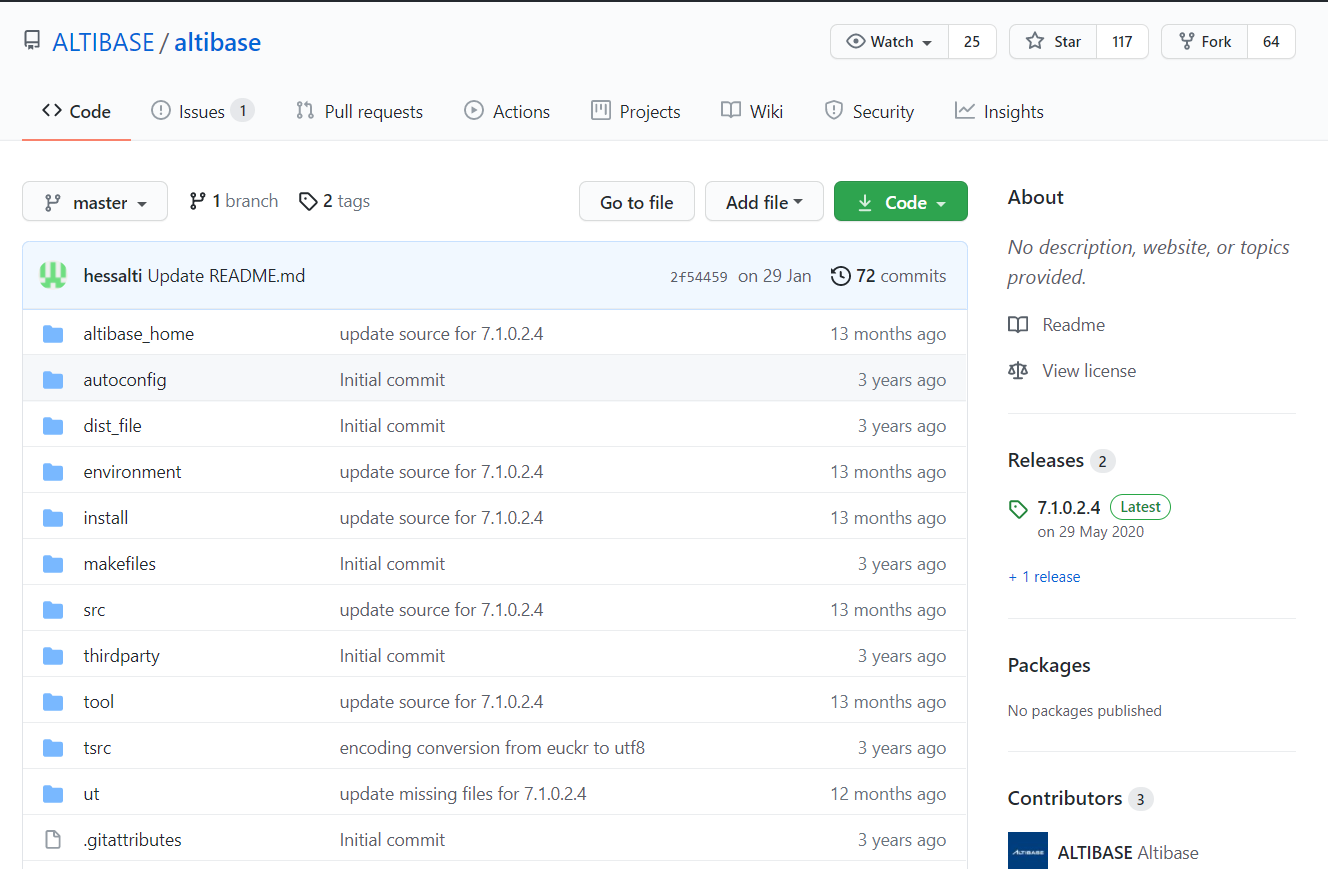 ALTIBASE / altibase
Watch 25 Star 117 Fork 64
Code Issues 1 Pull requests Actions Projects Wiki Security Insights
master 1 branch 2 tags Go to file Add file Code
hessalti Update README.md 2f54459 on 29 Jan 72 commits
altibase_home update source for 7.1.0.2.4 13 months ago
autoconfig Initial commit 3 years ago
dist_file Initial commit 3 years ago
environment update source for 7.1.0.2.4 13 months ago
install update source for 7.1.0.2.4 13 months ago
makefiles Initial commit 3 years ago
src update source for 7.1.0.2.4 13 months ago
thirdparty Initial commit 3 years ago
tool update source for 7.1.0.2.4 13 months ago
tsrc encoding conversion from euckr to utf8 3 years ago
ut update missing files for 7.1.0.2.4 12 months ago
.gitattributes Initial commit 3 years ago
About
No description, website, or topics
provided.
Readme
View license
Releases 2
7.1.0.2.4 Latest
on 29 May 2020
+ 1 release
Packages
No packages published
Contributors 3
ALTIBASE ALTIBASE Altibase